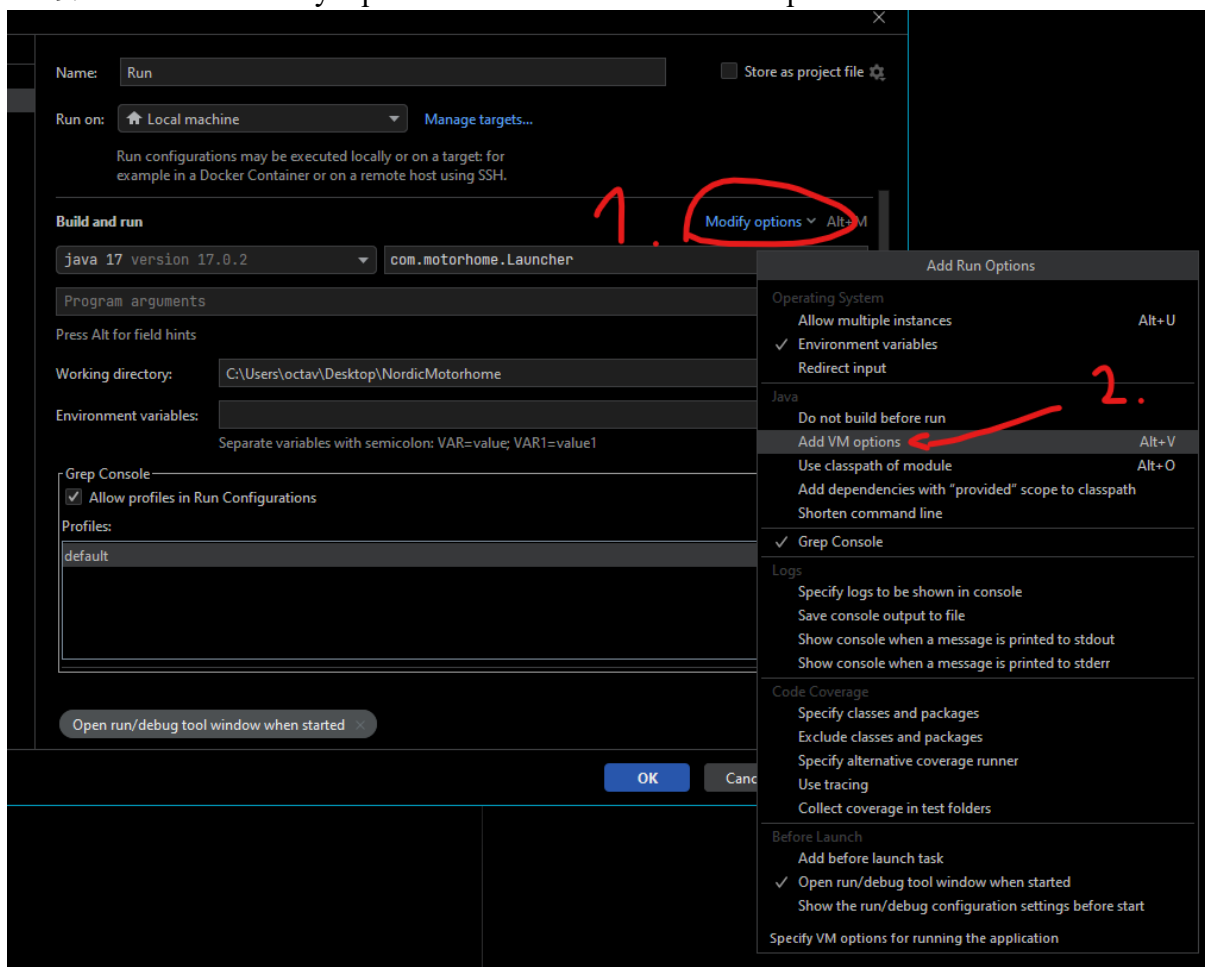 Name: Run Store as project file
Run on: Local machine Manage targets...
Run configurations may be executed locally or on a target: for
example in a Docker Container or on a remote host using SSH.
1.
Build and run Modify options Alt+M
java 17 version 17.0.2 com.motorhome.Launcher
Program arguments
Press Alt for field hints
Working directory: C:\Users\octav\Desktop\NordicMotorhome
Environment variables:
Separate variables with semicolon: VAR=value; VAR1=value1
Grep Console
Allow profiles in Run Configurations
Profiles:
default
Open run/debug tool window when started
OK
Add Run Options
Operating System
Allow multiple instances Alt+U
Environment variables
Redirect input
2.
Java
Do not build before run
Add VM options Alt+V
Use classpath of module Alt+O
Add dependencies with “provided” scope to classpath
Shorten command line
Grep Console
Logs
Specify logs to be shown in console
Save console output to file
Show console when a message is printed to stdout
Show console when a message is printed to stderr
Code Coverage
Specify classes and packages
Exclude classes and packages
Specify alternative coverage runner
Use tracing
Collect coverage in test folders
Before Launch
Add before launch task
Open run/debug tool window when started
Show the run/debug configuration settings before start
Specify VM options for running the application